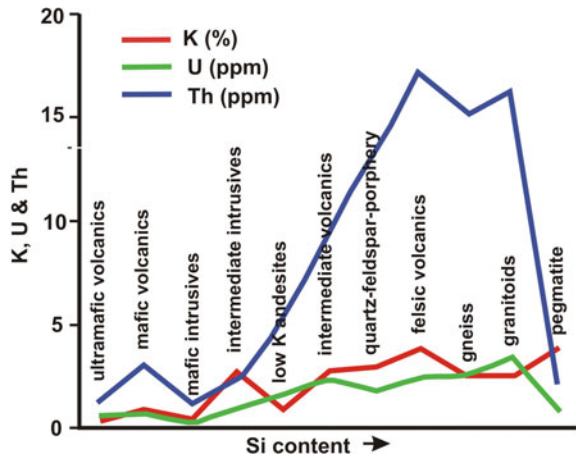 20
K (%)
U (ppm)
Th (ppm)
15
10
5
0
K, U & Th
ultramafic volcanics
mafic volcanics
mafic intrusives
intermediate intrusives
low K andesites
intermediate volcanics
quartz-feldspar-porphery
felsic volcanics
gneiss
granitoids
pegmatite
Si content